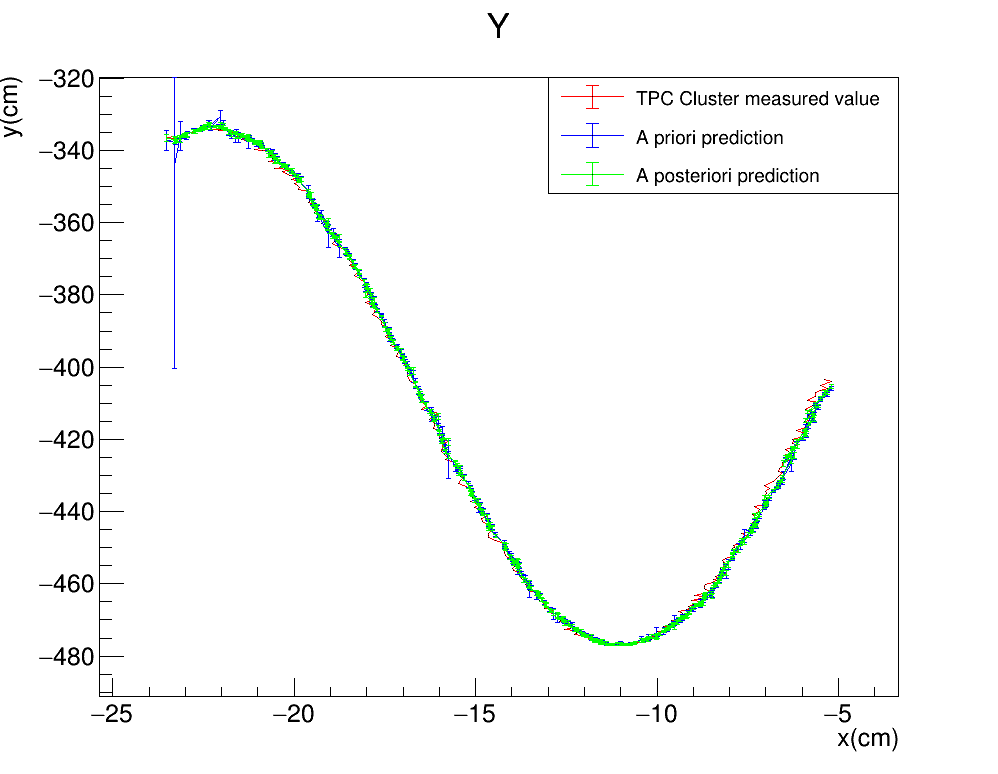 Y
y(cm)
−320
−340
−360
−380
−400
−420
−440
−460
−480
TPC Cluster measured value
A priori prediction
A posteriori prediction
−25
−20
−15
−10
−5
x(cm)